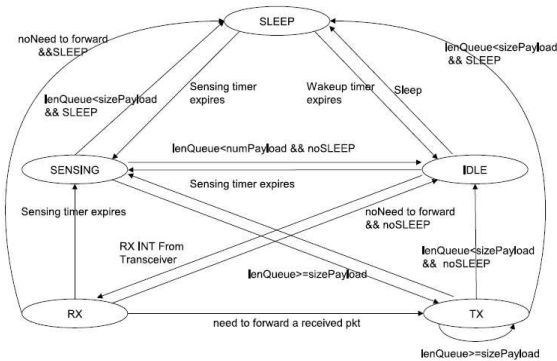 SLEEP
noNeed to forward
&&SLEEP
lenQueue<sizePayload
&& SLEEP
lenQueue<sizePayload
&& SLEEP
Sensing timer
expires
Wakeup timer
expires
Sleep
lenQueue<numPayload && noSLEEP
SENSING
IDLE
Sensing timer expires
Sensing timer expires
noNeed to forward
&& noSLEEP
RX INT From
Transceiver
lenQueue<sizePayload
&& noSLEEP
lenQueue>=sizePayload
RX
TX
need to forward a received pkt
lenQueue>=sizePayload